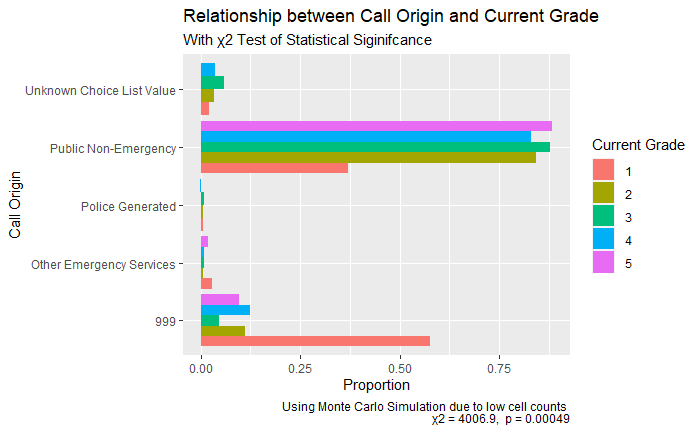 Relationship between Call Origin and Current Grade
With χ2 Test of Statistical Siginifcance
Call Origin
Unknown Choice List Value
Public Non-Emergency
Police Generated
Other Emergency Services
999
0.00
0.25
0.50
0.75
Proportion
Current Grade
1
2
3
4
5
Using Monte Carlo Simulation due to low cell counts
χ2 = 4006.9, p = 0.00049